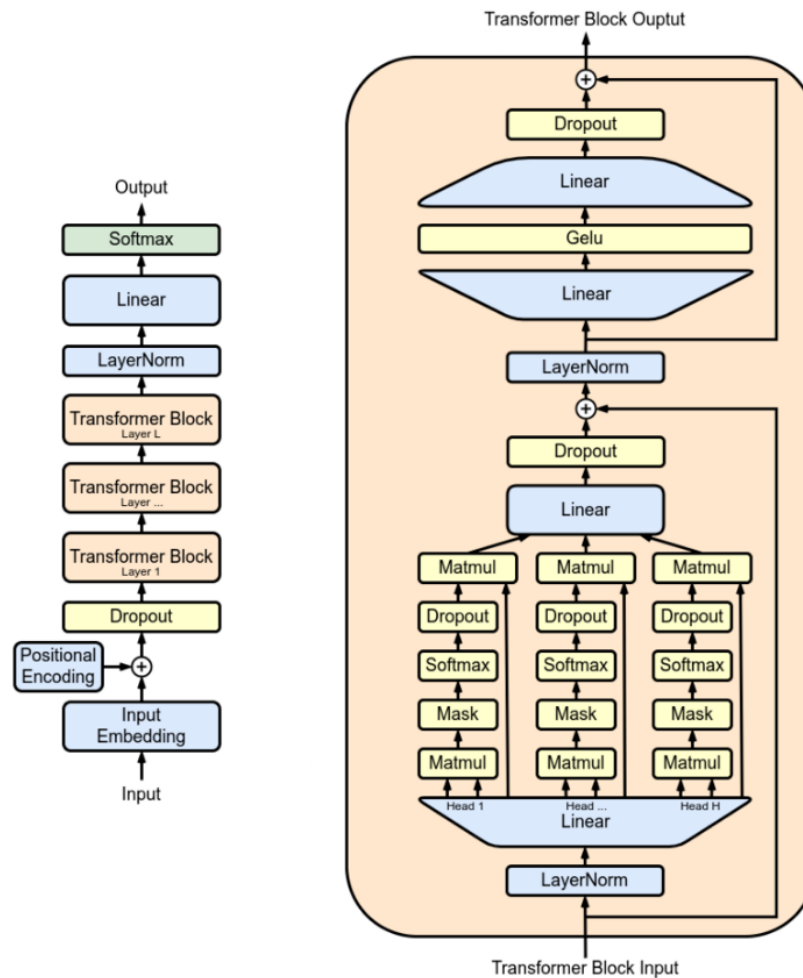 Output
Softmax
Linear
LayerNorm
Transformer Block
Layer L
Transformer Block
Layer ...
Transformer Block
Layer 1
Dropout
Positional
Encoding
+
Input
Embedding
Input
Transformer Block Ouptut
+
Dropout
Linear
Gelu
Linear
LayerNorm
+
Dropout
Linear
Matmul Matmul Matmul
Dropout Dropout Dropout
Softmax Softmax Softmax
Mask Mask Mask
Matmul Matmul Matmul
Head 1 Head ... Head H
Linear
LayerNorm
Transformer Block Input